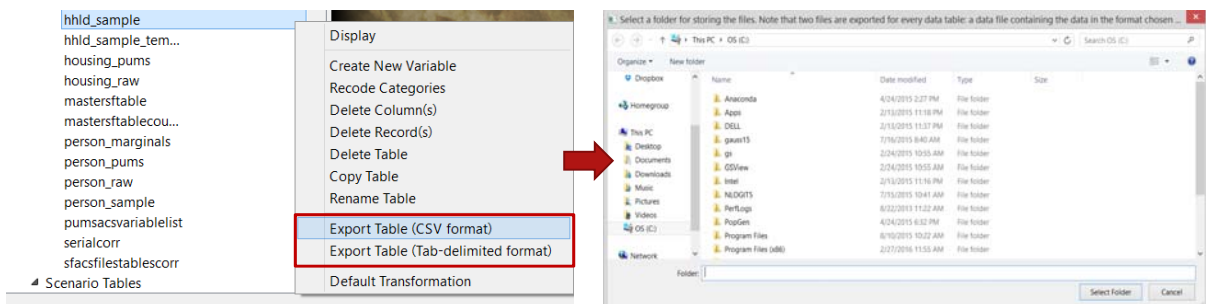 hhld_sample
hhld_sample_tem...
housing_pums
housing_raw
mastersftable
mastersftablecou...
person_marginals
person_pums
person_raw
person_sample
pumsacsvariablelist
serialcorr
sfacsfilestablescorr
Scenario Tables
Display
Create New Variable
Recode Categories
Delete Column(s)
Delete Record(s)
Delete Table
Copy Table
Rename Table
Export Table (CSV format)
Export Table (Tab-delimited format)
Default Transformation
Select a folder for storing the files. Note that two files are exported for every data table: a data file containing the data in the format chosen ...
This PC OS (C:)
Search OS (C:)
Organize New folder
Dropbox
Homegroup
This PC
Desktop
Documents
Downloads
Music
Pictures
Videos
OS (C:)
Network
Name Date modified Type Size
Anaconda 4/24/2015 2:27 PM File folder
Apps 2/13/2015 11:18 PM File folder
DELL 2/13/2015 11:37 PM File folder
gauss15 7/16/2015 8:40 AM File folder
gs 2/24/2015 10:55 AM File folder
GSView 2/24/2015 10:55 AM File folder
Intel 2/13/2015 11:16 PM File folder
NLOGIT5 7/15/2015 10:41 AM File folder
PerfLogs 8/22/2013 11:22 AM File folder
PopGen 4/24/2015 6:32 PM File folder
Program Files 8/10/2015 10:22 AM File folder
Program Files (x86) 2/27/2016 11:55 AM File folder
Folder:
Select Folder Cancel